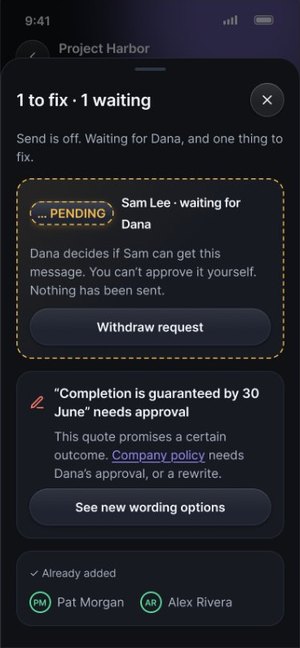 9:41
Project Harbor
1 to fix · 1 waiting
Send is off. Waiting for Dana, and one thing to
fix.
... PENDING
Sam Lee · waiting for
Dana
Dana decides if Sam can get this
message. You can’t approve it yourself.
Nothing has been sent.
Withdraw request
“Completion is guaranteed by 30
June” needs approval
This quote promises a certain
outcome. Company policy needs
Dana’s approval, or a rewrite.
See new wording options
✓ Already added
PM Pat Morgan AR Alex Rivera